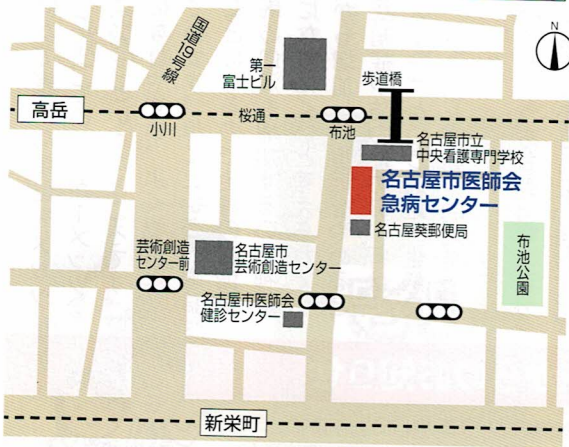 国道19号線
第一
富士ビル
N
歩道橋
高岳
小川
桜通
布池
名古屋市立
中央看護専門学校
名古屋市医師会
急病センター
名古屋葵郵便局
布池公園
芸術創造
センター前
名古屋市
芸術創造センター
名古屋市医師会
健診センター
新栄町